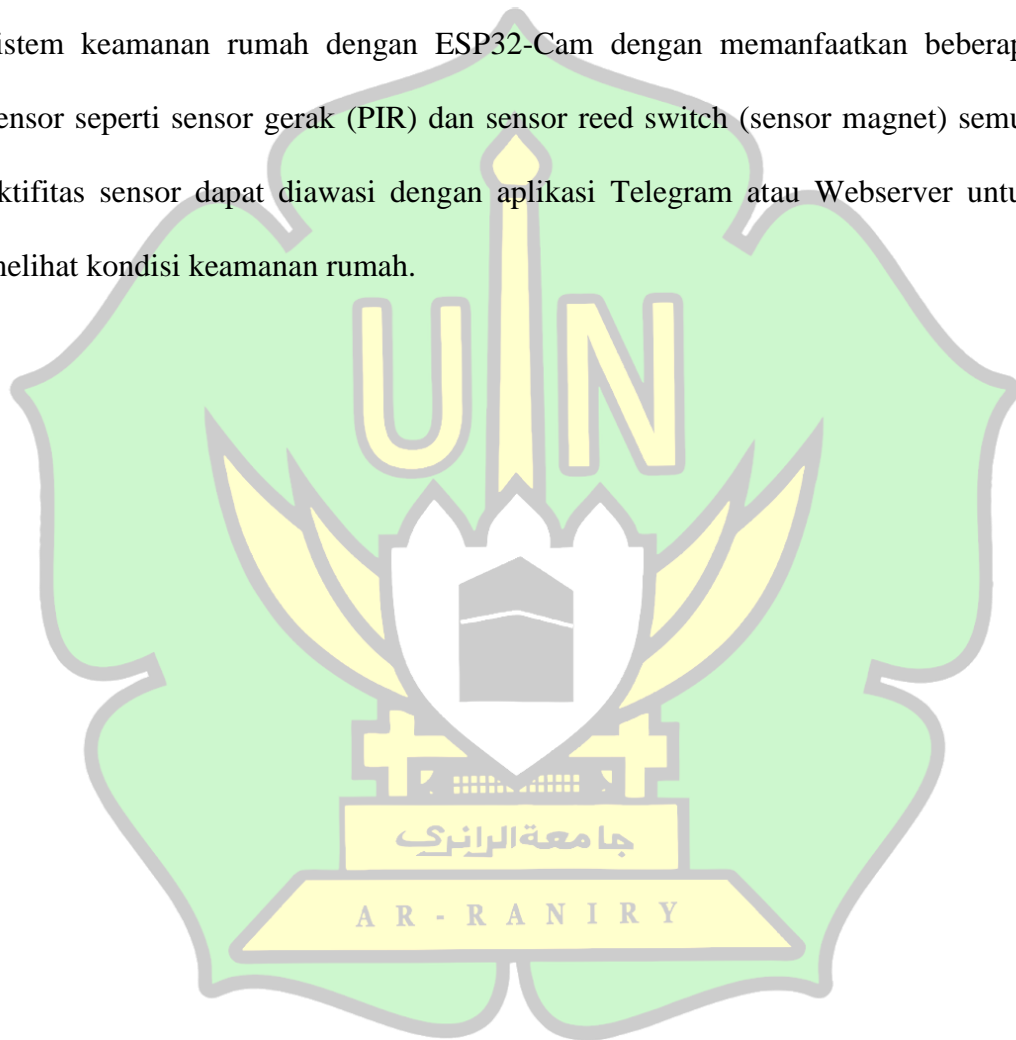 istem keamanan rumah dengan ESP32-Cam dengan memanfaatkan beberap
ensor seperti sensor gerak (PIR) dan sensor reed switch (sensor magnet) semu
ktifitas sensor dapat diawasi dengan aplikasi Telegram atau Webserver untu
nelihat kondisi keamanan rumah.
UIN
جامعة الرانري
AR-RANIRY